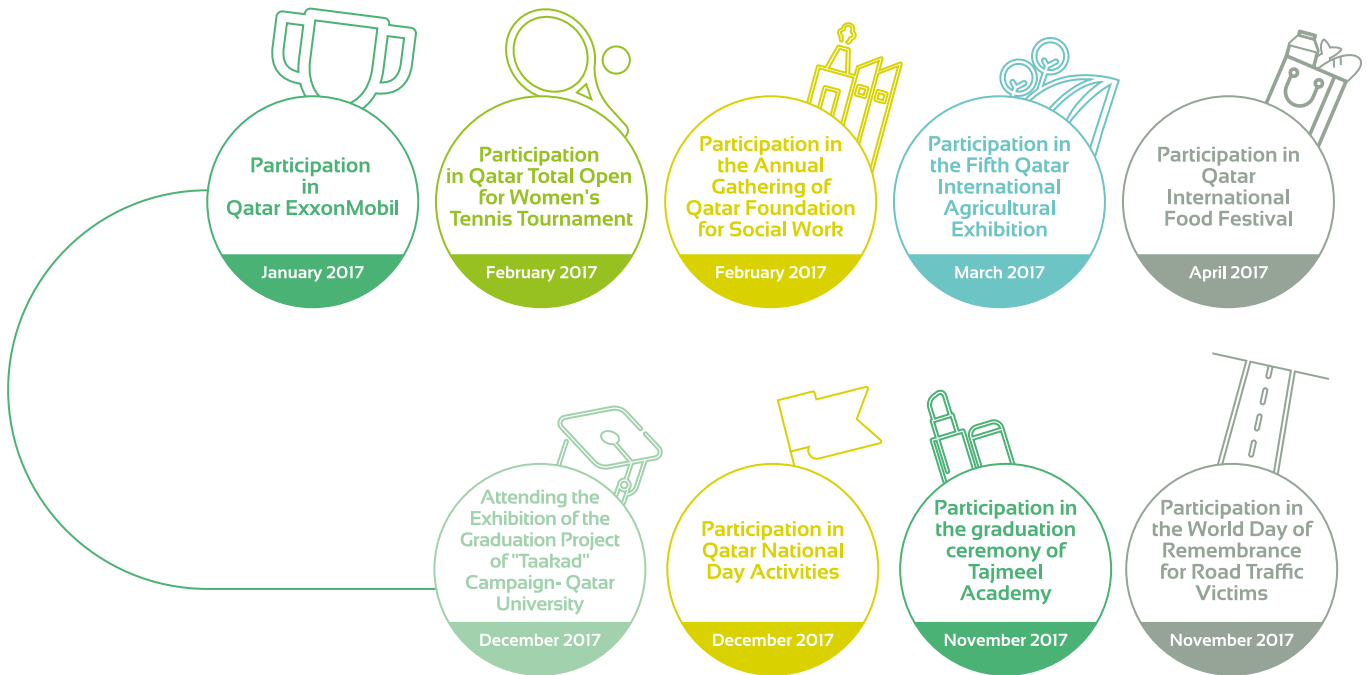 Participation
in
Qatar ExxonMobil
January 2017
Participation
in Qatar Total Open
for Women's
Tennis Tournament
February 2017
Participation in
the Annual
Gathering of
Qatar Foundation
for Social Work
February 2017
Participation in
the Fifth Qatar
International
Agricultural
Exhibition
March 2017
Participation in
Qatar
International
Food Festival
April 2017
Attending the
Exhibition of the
Graduation Project
of "Taakad"
Campaign- Qatar
University
December 2017
Participation in
Qatar National
Day Activities
December 2017
Participation in
the graduation
ceremony of
Tajmeel
Academy
November 2017
Participation in
the World Day of
Remembrance
for Road Traffic
Victims
November 2017